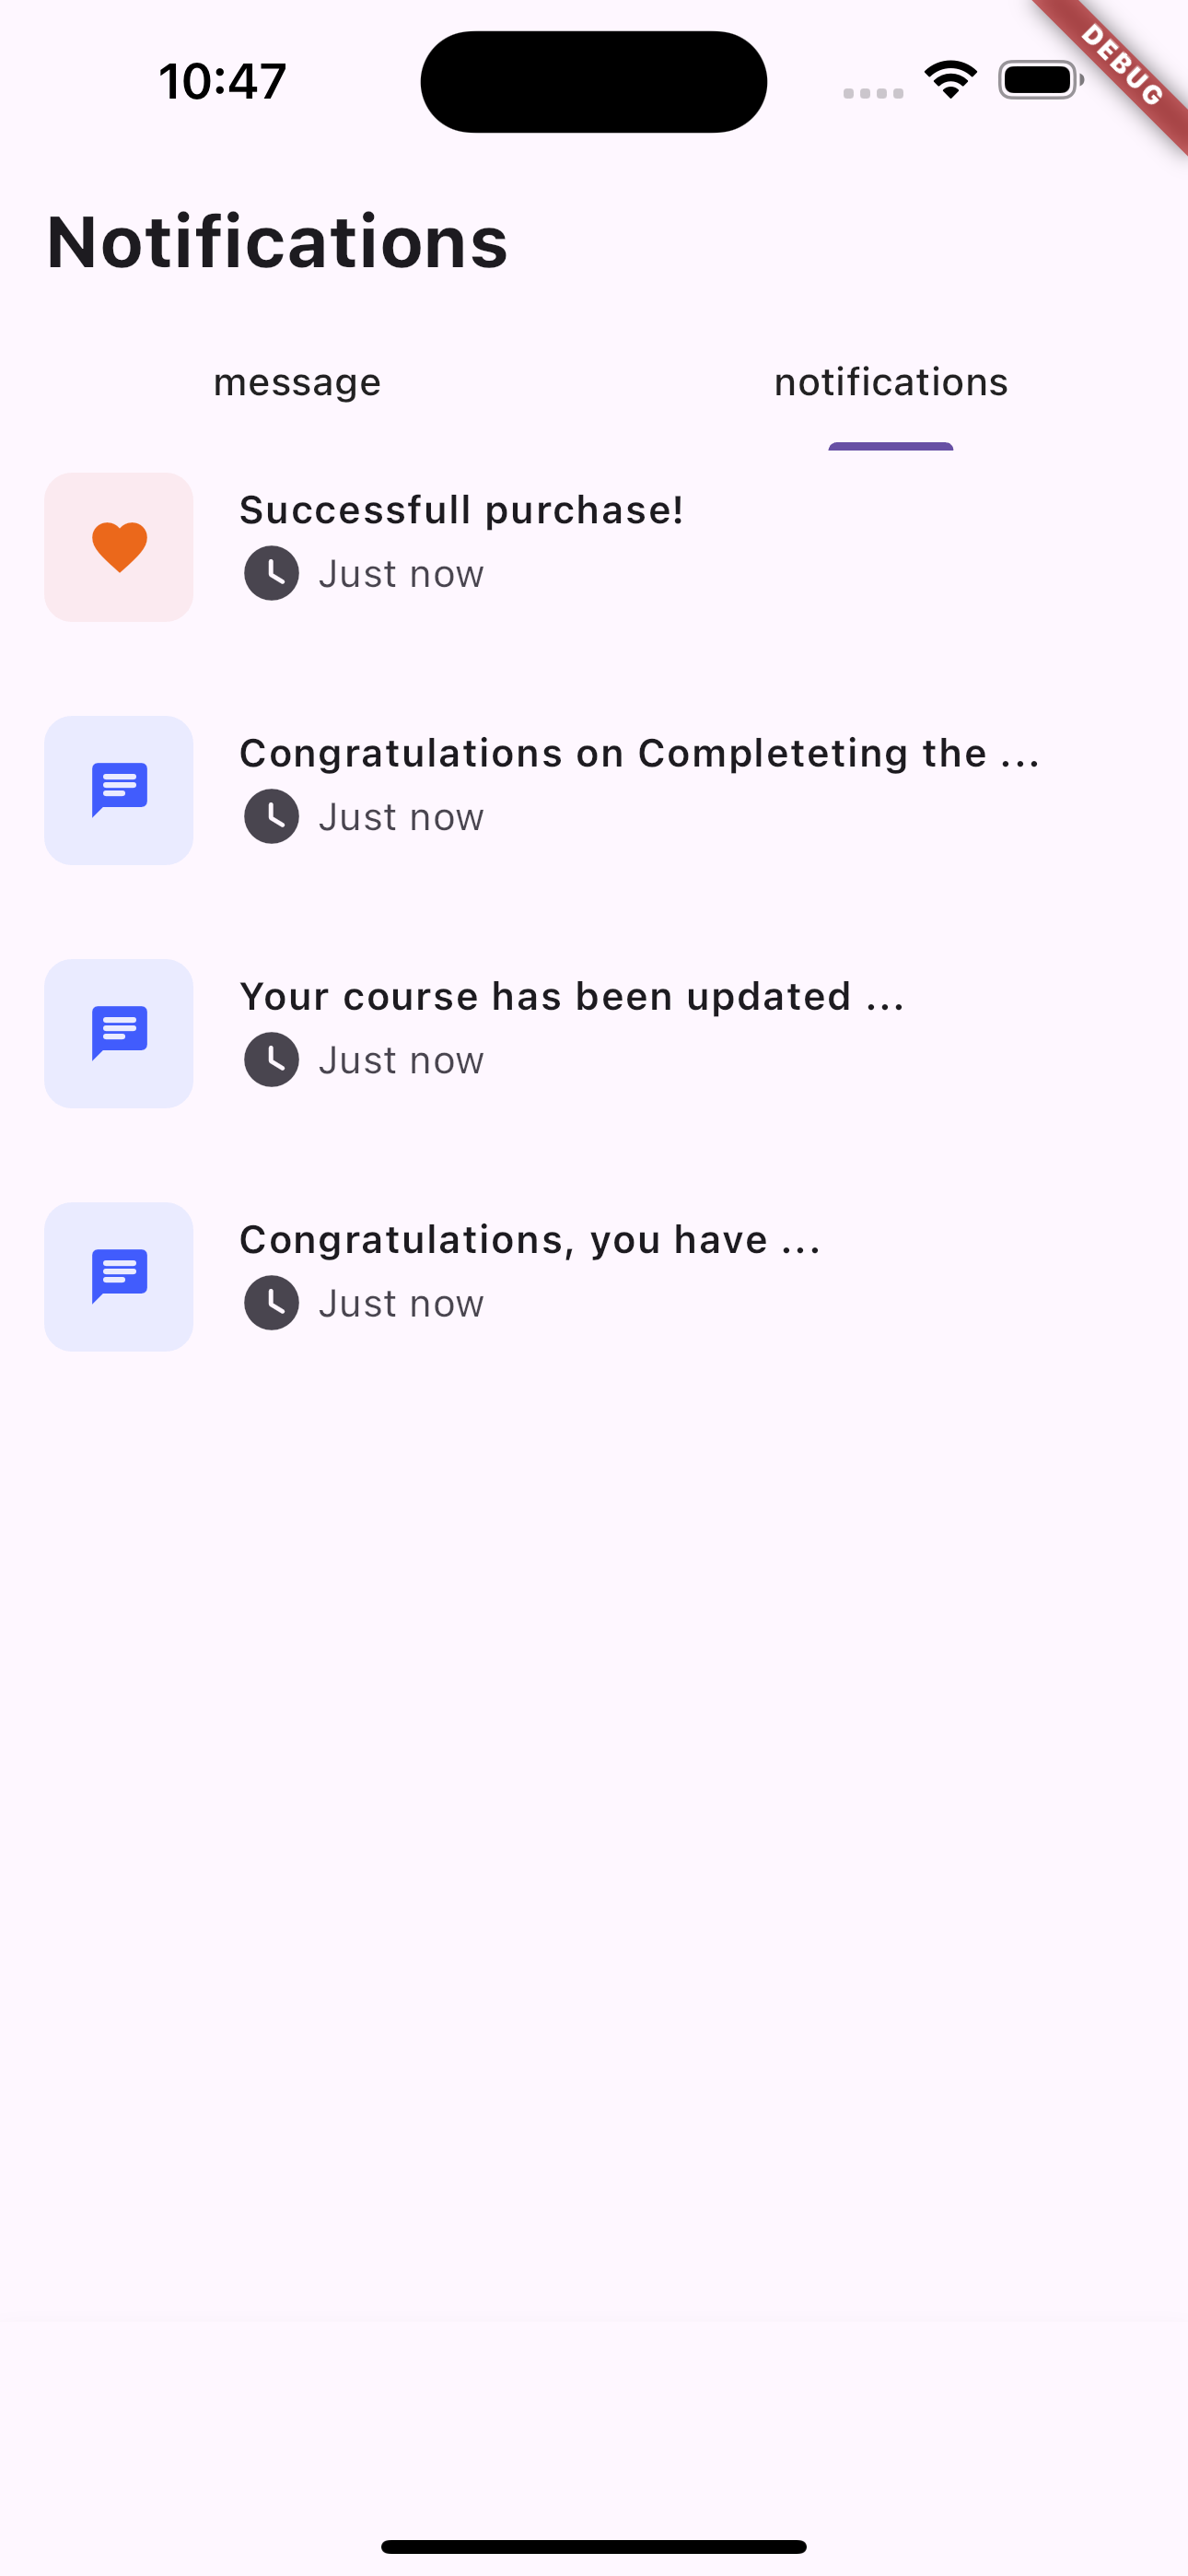 10:47
DEBUG
Notifications
message
notifications
Successfull purchase!
Just now
Congratulations on Completeting the ...
Just now
Your course has been updated ...
Just now
Congratulations, you have ...
Just now